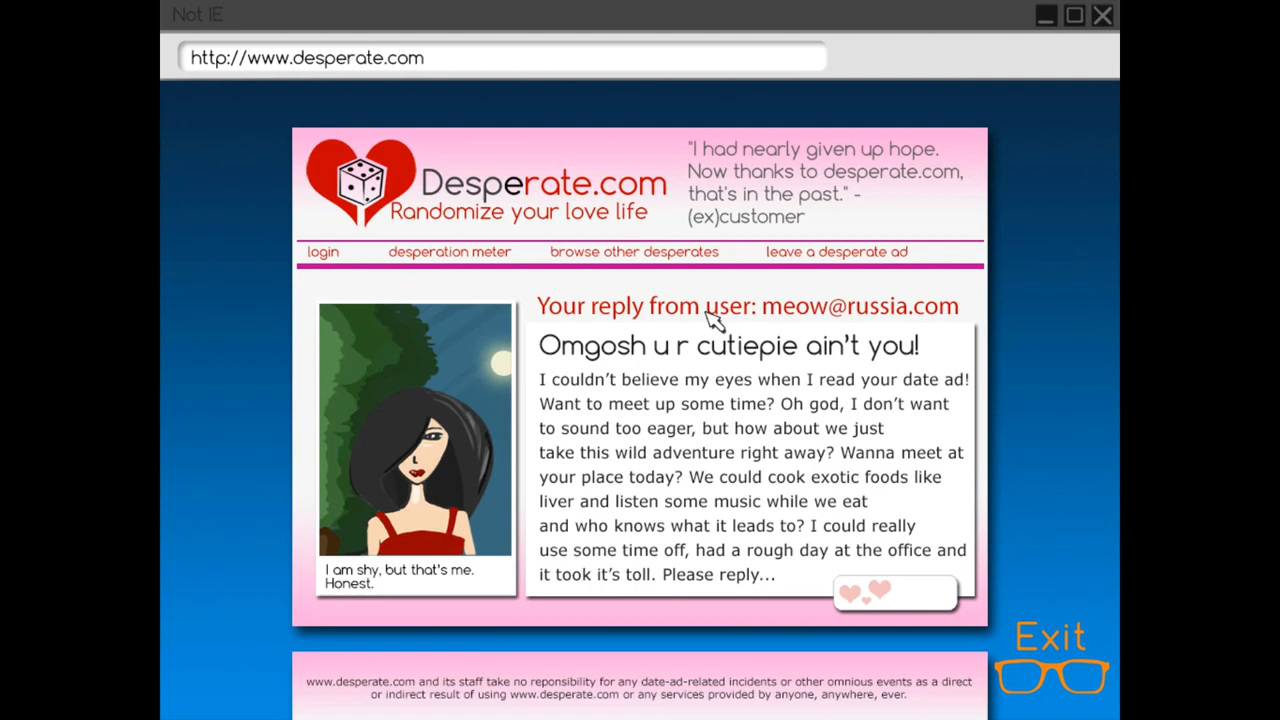 Not IE
http://www.desperate.com
Desperate.com
Randomize your love life
"I had nearly given up hope.
Now thanks to desperate.com,
that's in the past." -
(ex)customer
login desperation meter browse other desperates leave a desperate ad
Your reply from user: meow@russia.com
Omgosh u r cutiepie ain't you!
I couldn't believe my eyes when I read your date ad!
Want to meet up some time? Oh god, I don't want
to sound too eager, but how about we just
take this wild adventure right away? Wanna meet at
your place today? We could cook exotic foods like
liver and listen some music while we eat
and who knows what it leads to? I could really
use some time off, had a rough day at the office and
it took it's toll. Please reply...
I am shy, but that's me.
Honest.
Exit
www.desperate.com and its staff take no reponsibility for any date-ad-related incidents or other omnious events as a direct
or indirect result of using www.desperate.com or any services provided by anyone, anywhere, ever.